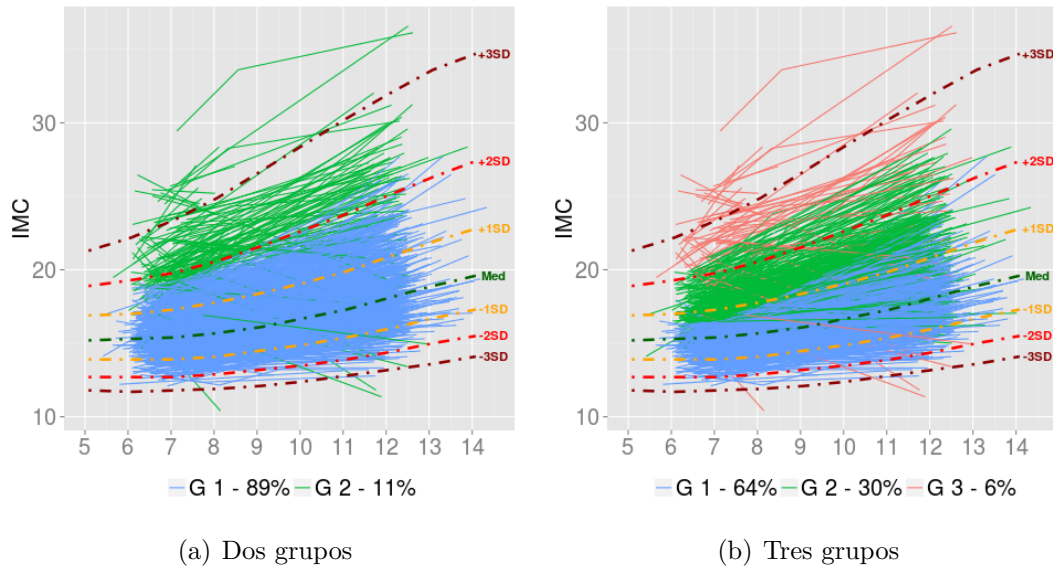 IMC
30
20
10
+3SD
+2SD
+1SD
Med
-1SD
-2SD
-3SD
5 6 7 8 9 10 11 12 13 14
G 1 - 89% G 2 - 11%
(a) Dos grupos
IMC
30
20
10
+3SD
+2SD
+1SD
Med
-1SD
-2SD
-3SD
5 6 7 8 9 10 11 12 13 14
G 1 - 64% G 2 - 30% G 3 - 6%
(b) Tres grupos